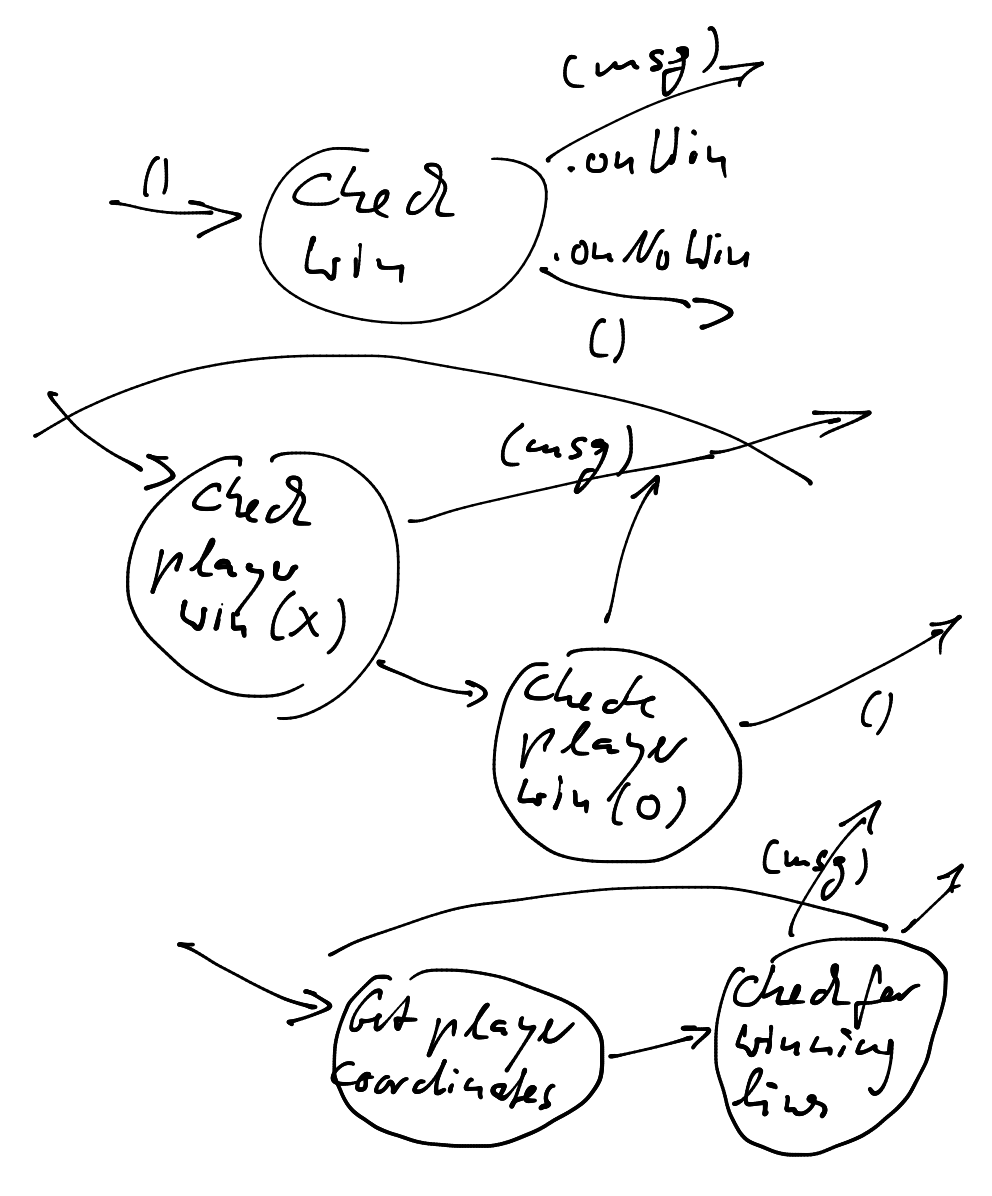 (msg)
.onWin
()
Check
win
.onNoWin
()
(msg)
Check
player
win (X)
Check
player
win (O)
()
(msg)
Get player
coordinates
Check for
winning
lines